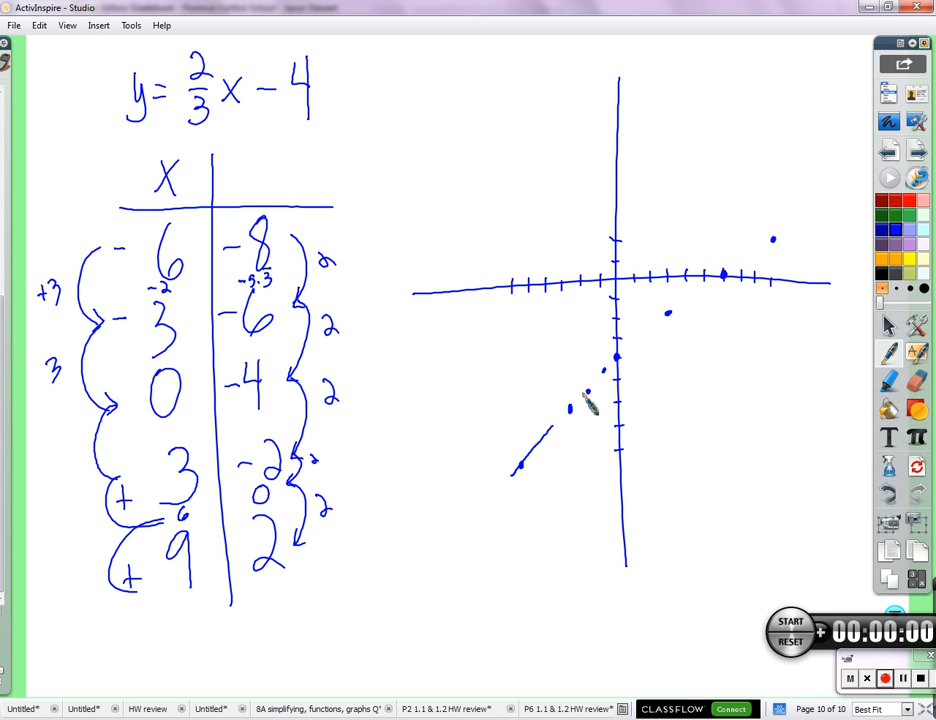 ActivInspire - Studio
File Edit View Insert Tools Help
y = 2/3 x - 4
X
- 6 - 8 2
+3 -2 -5.3
- 3 - 6 2
3
0 - 4 2
3 - 2 2
+ 0 2
6
9 2
+
START
RESET
+ 00:00:00
M
Untitled* Untitled* HW review Untitled* 8A simplifying, functions, graphs Q* P2 1.1 & 1.2 HW review* P6 1.1 & 1.2HW review* CLASSFLOW Connect Page 10 of 10 Best Fit